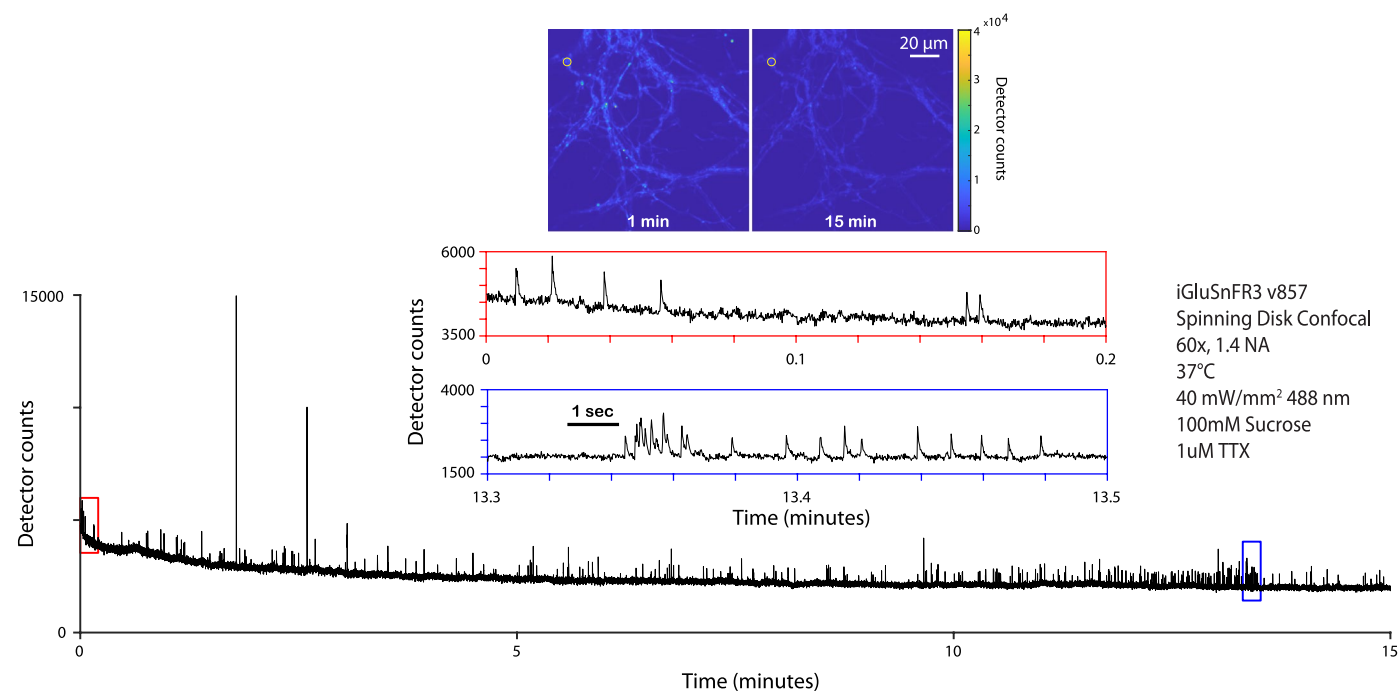 ×10⁴
4
3
2
1
0
Detector counts
20 µm
1 min
15 min
6000
3500
0
0.1
0.2
Detector counts
4000
1500
1 sec
13.3
13.4
13.5
Time (minutes)
iGluSnFR3 v857
Spinning Disk Confocal
60x, 1.4 NA
37°C
40 mW/mm² 488 nm
100mM Sucrose
1uM TTX
15000
0
Detector counts
0
5
10
15
Time (minutes)